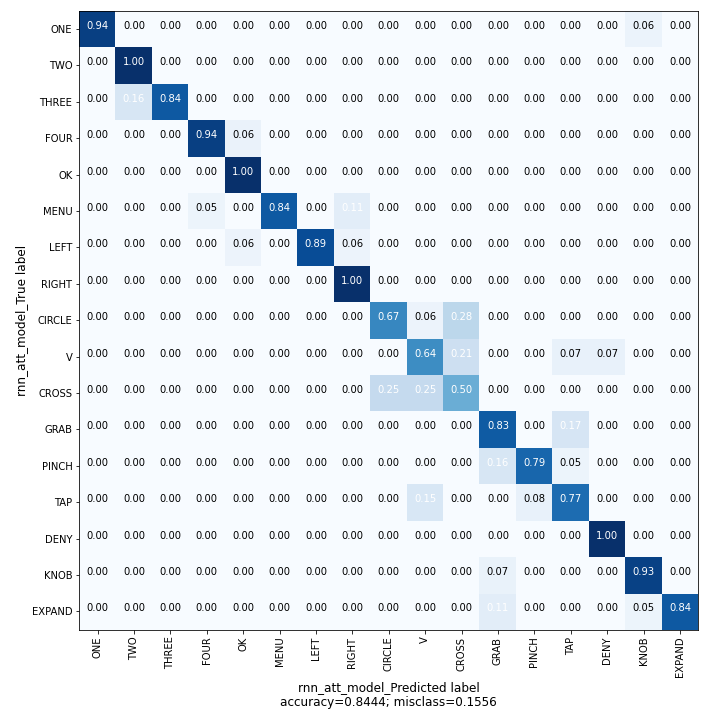 ONE 0.94 0.00 0.00 0.00 0.00 0.00 0.00 0.00 0.00 0.00 0.00 0.00 0.00 0.00 0.00 0.06 0.00
TWO 0.00 1.00 0.00 0.00 0.00 0.00 0.00 0.00 0.00 0.00 0.00 0.00 0.00 0.00 0.00 0.00 0.00
THREE 0.00 0.16 0.84 0.00 0.00 0.00 0.00 0.00 0.00 0.00 0.00 0.00 0.00 0.00 0.00 0.00 0.00
FOUR 0.00 0.00 0.00 0.94 0.06 0.00 0.00 0.00 0.00 0.00 0.00 0.00 0.00 0.00 0.00 0.00 0.00
OK 0.00 0.00 0.00 0.00 1.00 0.00 0.00 0.00 0.00 0.00 0.00 0.00 0.00 0.00 0.00 0.00 0.00
MENU 0.00 0.00 0.00 0.05 0.00 0.84 0.00 0.11 0.00 0.00 0.00 0.00 0.00 0.00 0.00 0.00 0.00
LEFT 0.00 0.00 0.00 0.00 0.06 0.00 0.89 0.06 0.00 0.00 0.00 0.00 0.00 0.00 0.00 0.00 0.00
RIGHT 0.00 0.00 0.00 0.00 0.00 0.00 0.00 1.00 0.00 0.00 0.00 0.00 0.00 0.00 0.00 0.00 0.00
CIRCLE 0.00 0.00 0.00 0.00 0.00 0.00 0.00 0.00 0.67 0.06 0.28 0.00 0.00 0.00 0.00 0.00 0.00
V 0.00 0.00 0.00 0.00 0.00 0.00 0.00 0.00 0.00 0.64 0.21 0.00 0.00 0.07 0.07 0.00 0.00
CROSS 0.00 0.00 0.00 0.00 0.00 0.00 0.00 0.00 0.25 0.25 0.50 0.00 0.00 0.00 0.00 0.00 0.00
GRAB 0.00 0.00 0.00 0.00 0.00 0.00 0.00 0.00 0.00 0.00 0.00 0.83 0.00 0.17 0.00 0.00 0.00
PINCH 0.00 0.00 0.00 0.00 0.00 0.00 0.00 0.00 0.00 0.00 0.00 0.16 0.79 0.05 0.00 0.00 0.00
TAP 0.00 0.00 0.00 0.00 0.00 0.00 0.00 0.00 0.00 0.15 0.00 0.00 0.08 0.77 0.00 0.00 0.00
DENY 0.00 0.00 0.00 0.00 0.00 0.00 0.00 0.00 0.00 0.00 0.00 0.00 0.00 0.00 1.00 0.00 0.00
KNOB 0.00 0.00 0.00 0.00 0.00 0.00 0.00 0.00 0.00 0.00 0.00 0.07 0.00 0.00 0.00 0.93 0.00
EXPAND 0.00 0.00 0.00 0.00 0.00 0.00 0.00 0.00 0.00 0.00 0.00 0.11 0.00 0.00 0.00 0.05 0.84
rnn_att_model_True label
ONE TWO THREE FOUR OK MENU LEFT RIGHT CIRCLE V CROSS GRAB PINCH TAP DENY KNOB EXPAND
rnn_att_model_Predicted label
accuracy=0.8444; misclass=0.1556